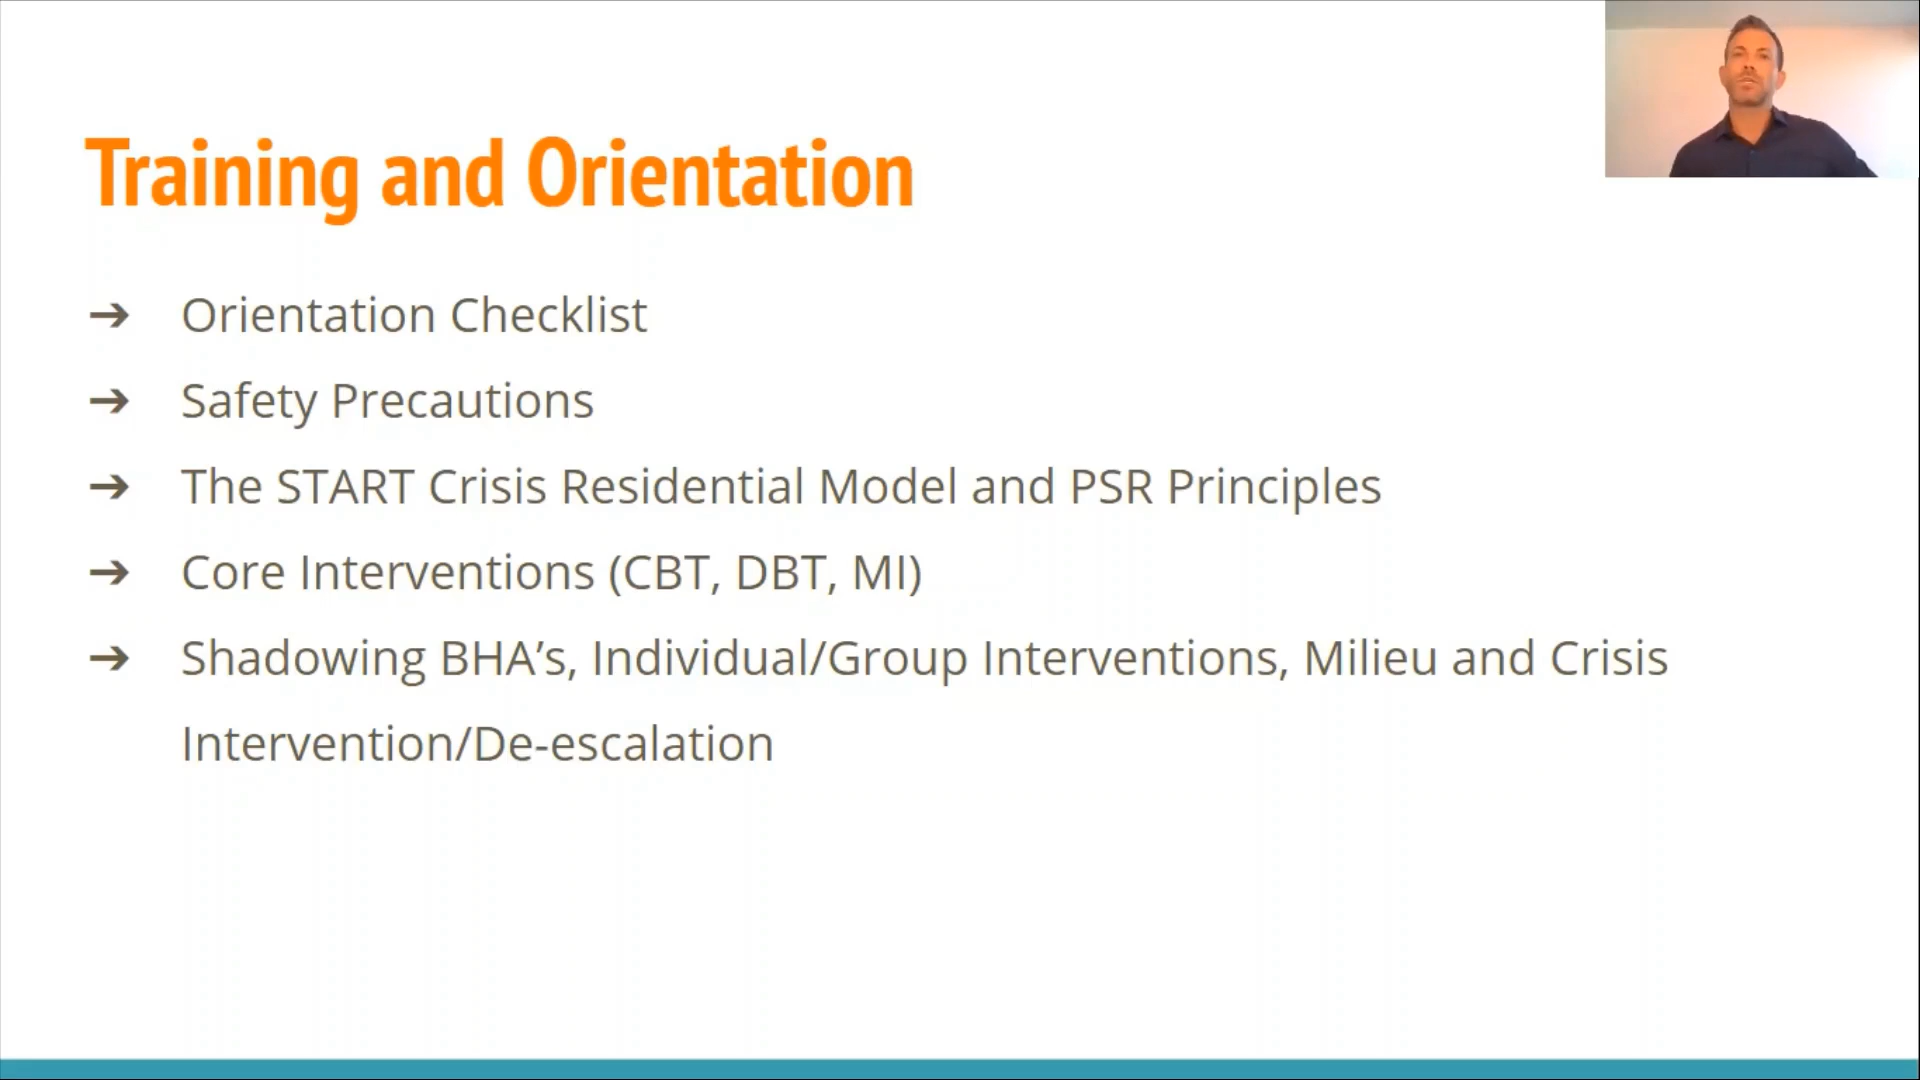 Training and Orientation
➔ Orientation Checklist
➔ Safety Precautions
➔ The START Crisis Residential Model and PSR Principles
➔ Core Interventions (CBT, DBT, MI)
➔ Shadowing BHA’s, Individual/Group Interventions, Milieu and Crisis
Intervention/De-escalation